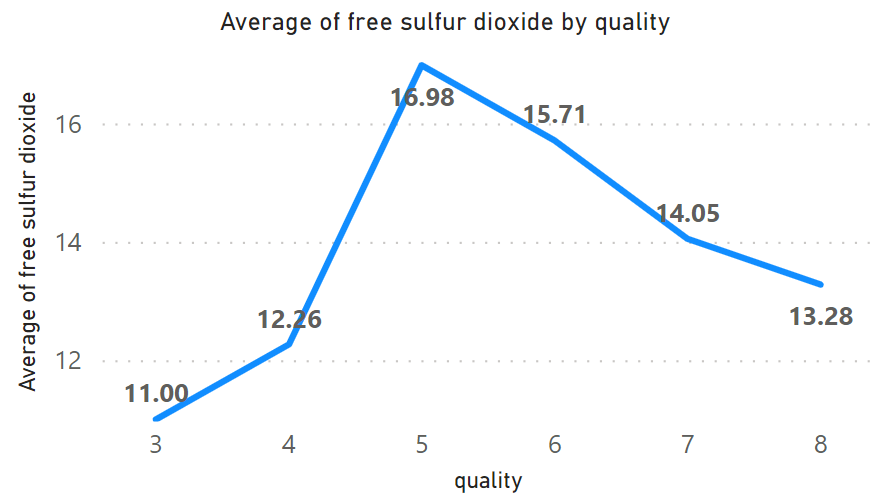 Average of free sulfur dioxide by quality
Average of free sulfur dioxide
16
14
12
11.00
12.26
16.98
15.71
14.05
13.28
3 4 5 6 7 8
quality